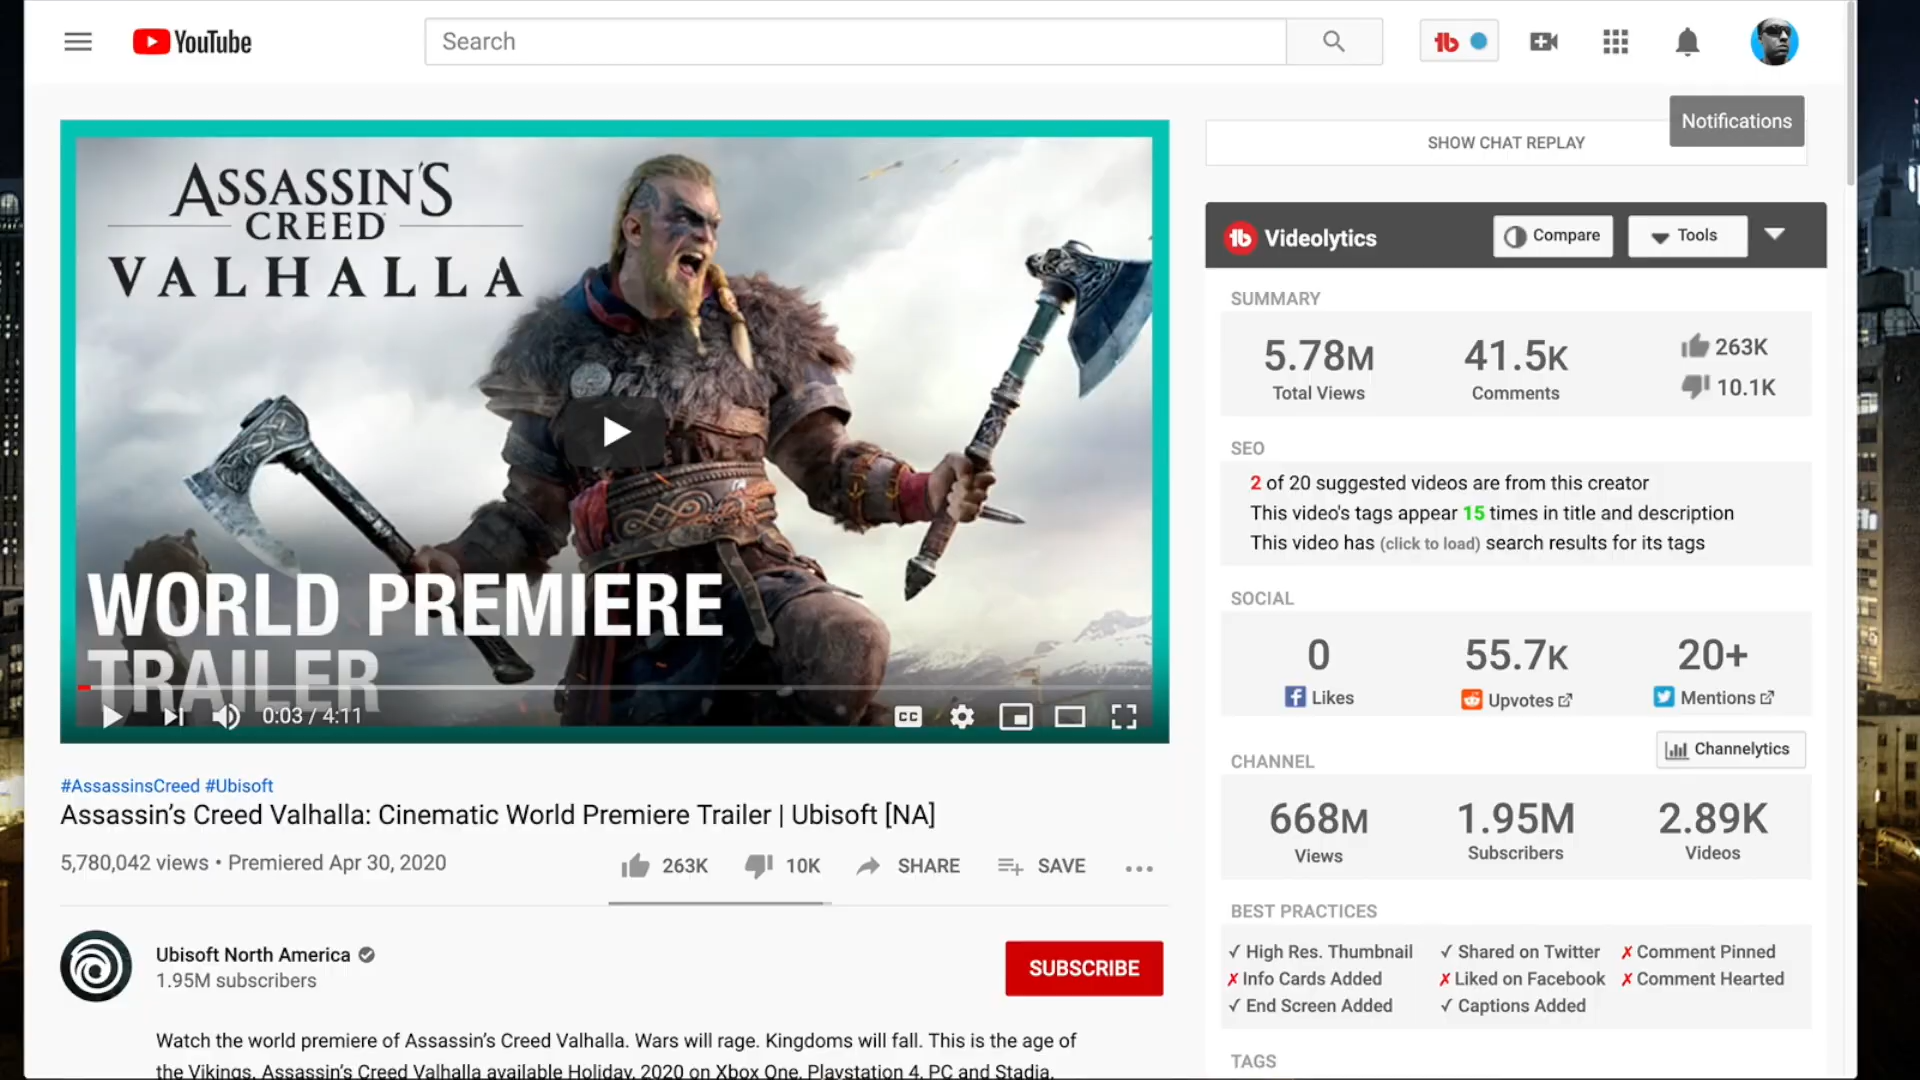 YouTube
Search
Notifications
SHOW CHAT REPLAY
ASSASSIN'S
CREED
VALHALLA
WORLD PREMIERE
TRAILER
0:03 / 4:11
CC
#AssassinsCreed #Ubisoft
Assassin’s Creed Valhalla: Cinematic World Premiere Trailer | Ubisoft [NA]
5,780,042 views • Premiered Apr 30, 2020
263K
10K
SHARE
SAVE
Ubisoft North America
1.95M subscribers
SUBSCRIBE
Watch the world premiere of Assassin’s Creed Valhalla. Wars will rage. Kingdoms will fall. This is the age of
the Vikings. Assassin’s Creed Valhalla available Holiday, 2020 on Xbox One, Playstation 4, PC and Stadia.
tb
tb Videolytics
Compare
Tools
SUMMARY
5.78M
Total Views
41.5K
Comments
263K
10.1K
SEO
2 of 20 suggested videos are from this creator
This video's tags appear 15 times in title and description
This video has (click to load) search results for its tags
SOCIAL
0
Likes
55.7K
Upvotes
20+
Mentions
CHANNEL
Channelytics
668M
Views
1.95M
Subscribers
2.89K
Videos
BEST PRACTICES
✓ High Res. Thumbnail ✓ Shared on Twitter ✗ Comment Pinned
✗ Info Cards Added ✗ Liked on Facebook ✗ Comment Hearted
✓ End Screen Added ✓ Captions Added
TAGS